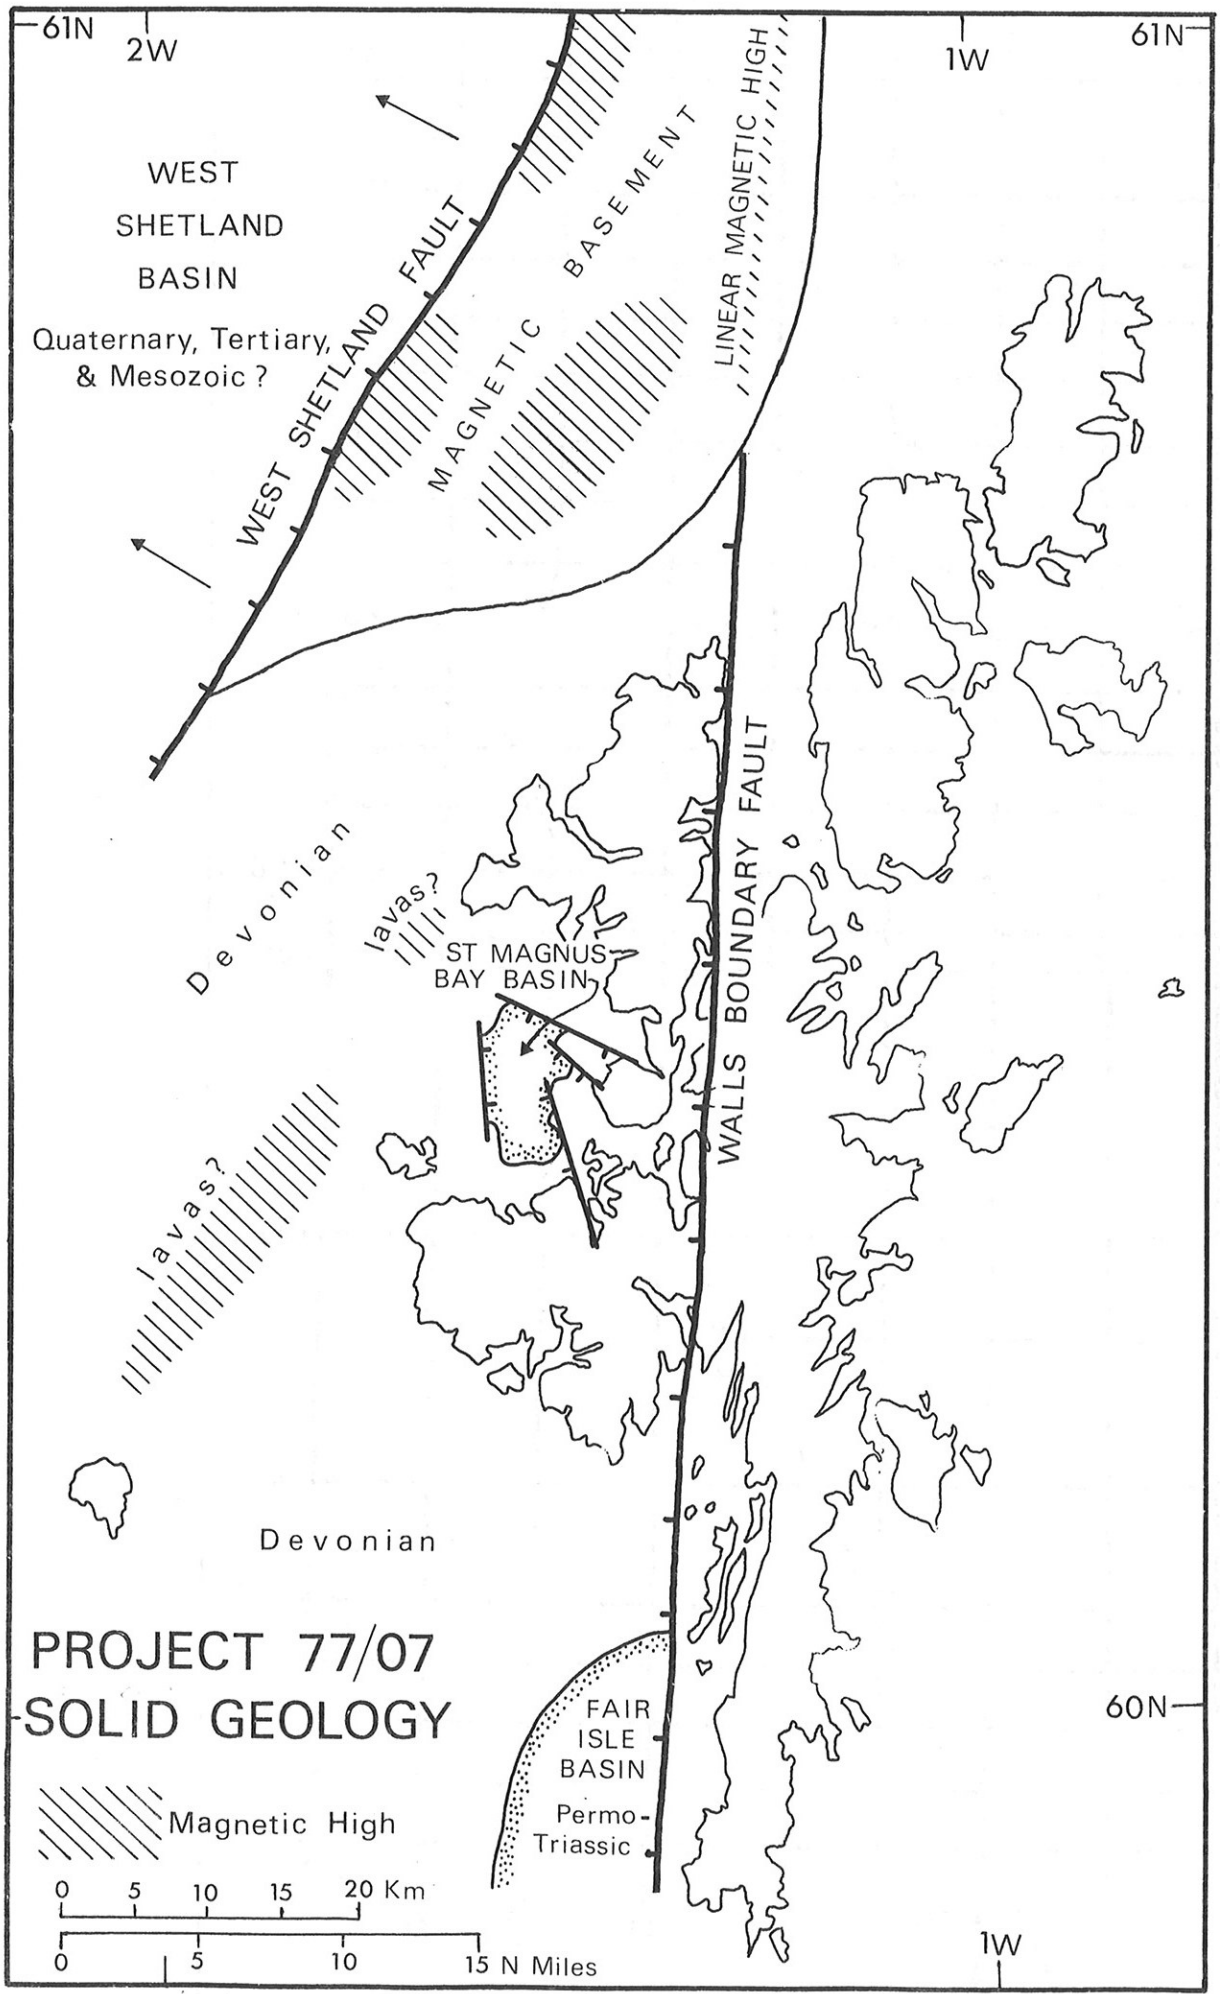 61N
2W
1W
61N
WEST
SHETLAND
BASIN
Quaternary, Tertiary,
& Mesozoic ?
WEST SHETLAND FAULT
MAGNETIC BASEMENT
LINEAR MAGNETIC HIGH
WALLS BOUNDARY FAULT
Devonian
lavas?
ST MAGNUS
BAY BASIN
lavas?
Devonian
PROJECT 77/07
SOLID GEOLOGY
60N
FAIR
ISLE
BASIN
Permo-
Triassic
Magnetic High
0 5 10 15 20 Km
0 5 10 15 N Miles
1W